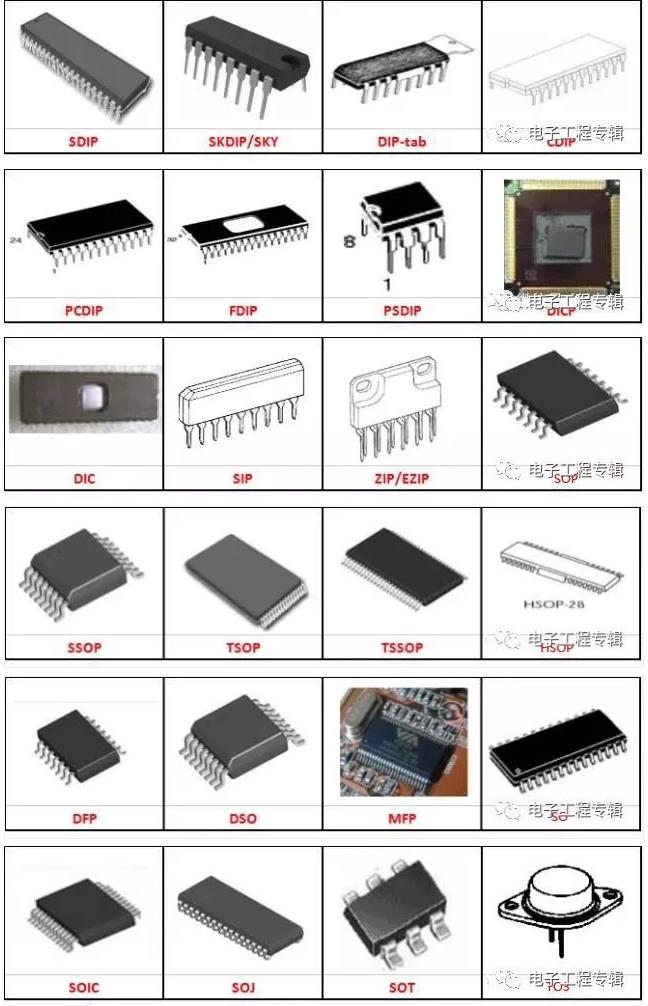 SDIP
SKDIP/SKY
DIP-tab
CDIP
电子工程专辑
24
1
8
1
PCDIP
FDIP
PSDIP
DICP
电子工程专辑
DIC
SIP
ZIP/EZIP
SOP
电子工程专辑
HSOP-28
SSOP
TSOP
TSSOP
HSOP
电子工程专辑
VIA
DFP
DSO
MFP
SO
电子工程专辑
SOIC
SOJ
SOT
TO3
电子工程专辑